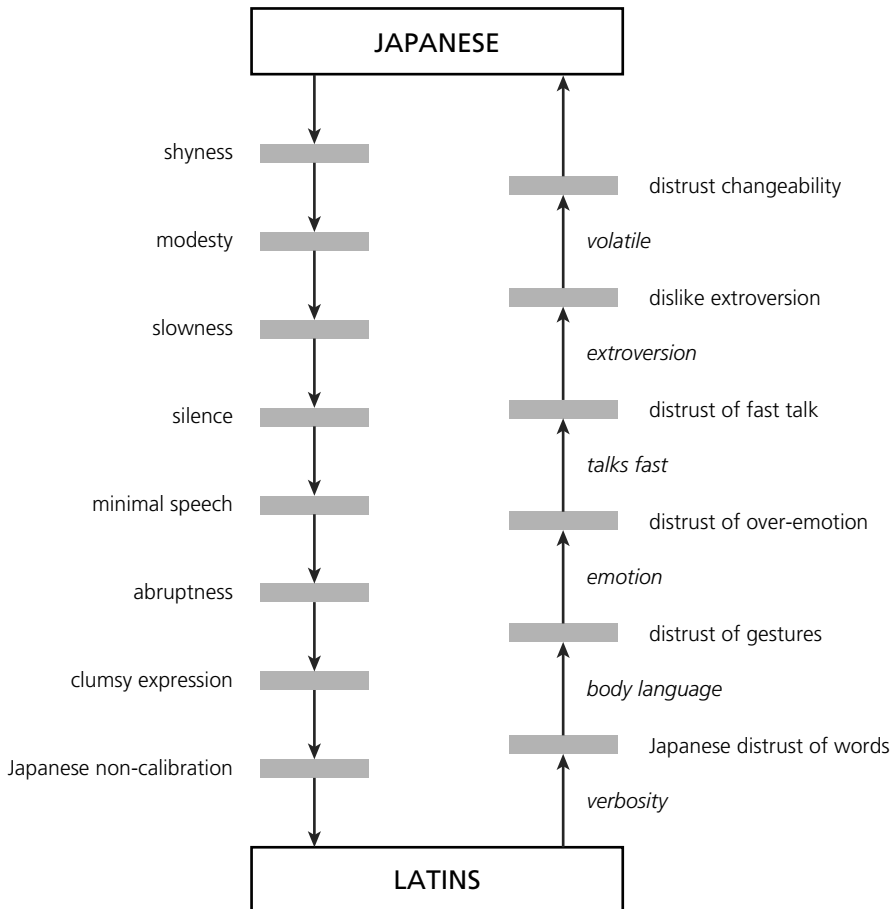 JAPANESE
shyness
modesty
slowness
silence
minimal speech
abruptness
clumsy expression
Japanese non-calibration
distrust changeability
volatile
dislike extroversion
extroversion
distrust of fast talk
talks fast
distrust of over-emotion
emotion
distrust of gestures
body language
Japanese distrust of words
verbosity
LATINS